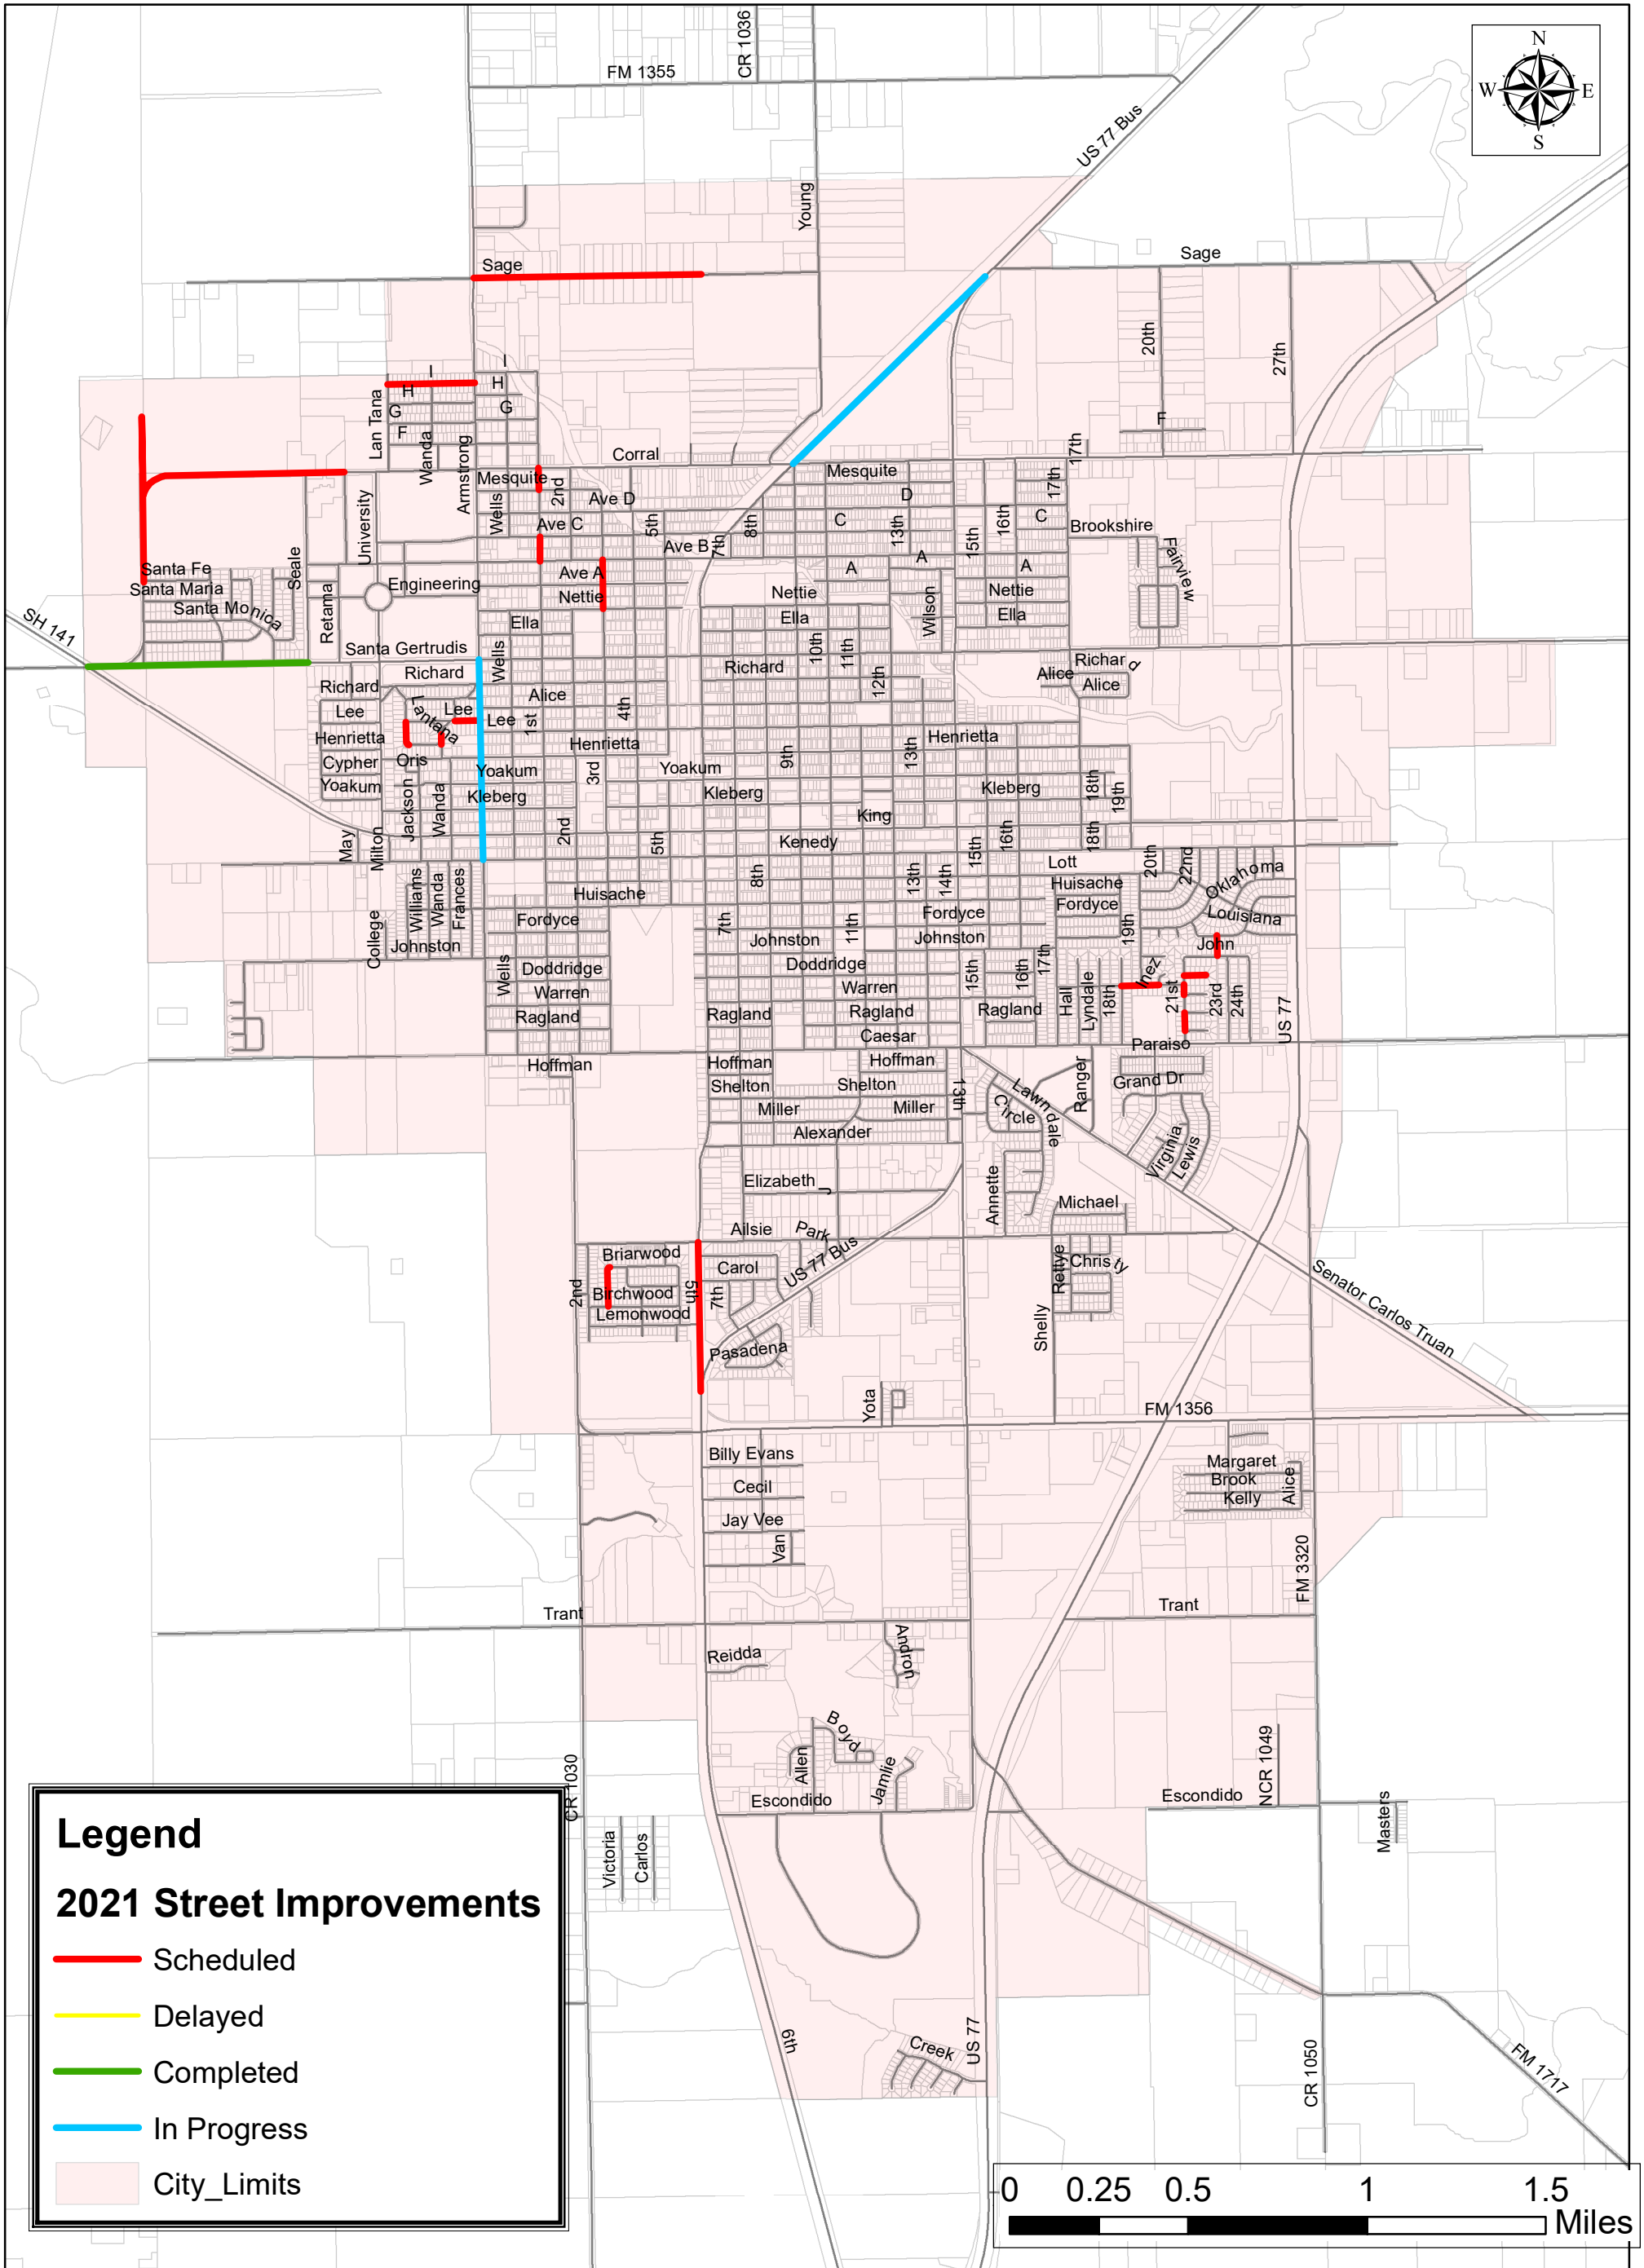 N
W
E
S
CR 1036
FM 1355
US 77 Bus
Young
Sage
Sage
20th
27th
I
I
H
H
Lan Tana
G
G
F
F
Wanda
Armstrong
Corral
17th
Mesquite
Mesquite
2nd
Ave D
D
17th
University
Wells
Ave C
5th
8th
C
13th
16th
C
Brookshire
15th
Ave B
7th
Seale
Santa Fe
Ave A
A
A
A
Fairview
Santa Maria
Engineering
Nettie
Nettie
Nettie
Santa Monica
Retama
Ella
Ella
Wilson
Ella
SH 141
Santa Gertrudis
Wells
10th
11th
Richard
Richard
Richard
Richard
12th
Alice
Alice
Alice
Lee
Lantana
Lee
Lee
1st
4th
Henrietta
Henrietta
Henrietta
9th
13th
Cypher
Oris
Yoakum
3rd
Yoakum
Yoakum
Jackson
Wanda
Kleberg
Kleberg
Kleberg
18th
19th
King
May
Milton
2nd
5th
Kenedy
15th
16th
18th
Lott
20th
22nd
Oklahoma
Williams
Wanda
Frances
Huisache
8th
13th
14th
Huisache
Fordyce
Louisiana
College
Fordyce
7th
11th
Fordyce
19th
Johnston
Johnston
Johnston
John
Wells
Doddridge
Doddridge
15th
16th
17th
Inez
Warren
Warren
Hall
Lyndale
18th
21st
23rd
24th
US 77
Ragland
Ragland
Ragland
Ragland
Caesar
Paraiso
Hoffman
Hoffman
Hoffman
Shelton
Shelton
13th
Lawndale
Ranger
Grand Dr
Miller
Miller
Circle
Alexander
Virginia
Lewis
Elizabeth
J
Annette
Michael
Ailsie
Park
Briarwood
Carol
US 77 Bus
Rettye
Christy
Senator Carlos Truan
2nd
Birchwood
5th
7th
Lemonwood
Shelly
Pasadena
Yota
FM 1356
Billy Evans
Margaret
Cecil
Brook
Alice
Kelly
Jay Vee
Van
FM 3320
Trant
Trant
Reidda
Andron
Boyd
Allen
Jamlie
NCR 1049
CR 1030
Escondido
Escondido
Masters
Victoria
Carlos
6th
Creek
US 77
CR 1050
FM 1717
Legend
2021 Street Improvements
Scheduled
Delayed
Completed
In Progress
City_Limits
0 0.25 0.5 1 1.5
Miles
F